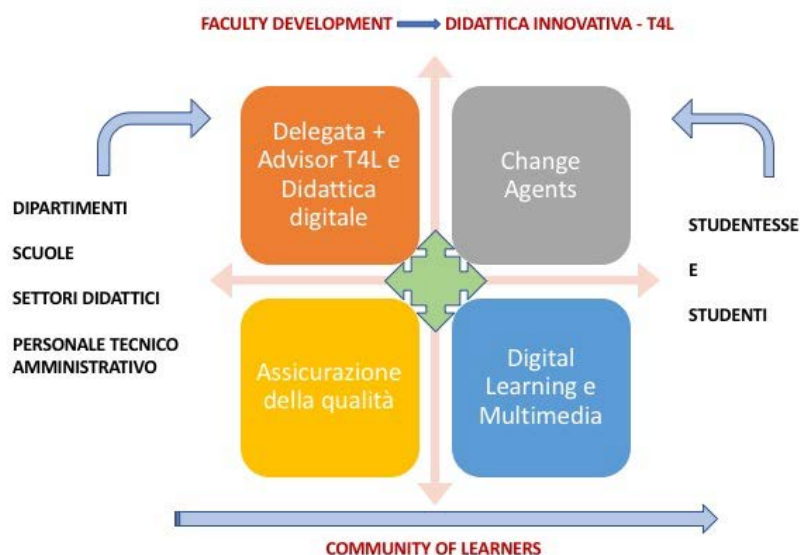 FACULTY DEVELOPMENT DIDATTICA INNOVATIVA - T4L
Delegata +
Advisor T4L e
Didattica
digitale
Change
Agents
DIPARTIMENTI
SCUOLE
SETTORI DIDATTICI
PERSONALE TECNICO
AMMINISTRATIVO
STUDENTESSE
E
STUDENTI
Assicurazione
della qualità
Digital
Learning e
Multimedia
COMMUNITY OF LEARNERS